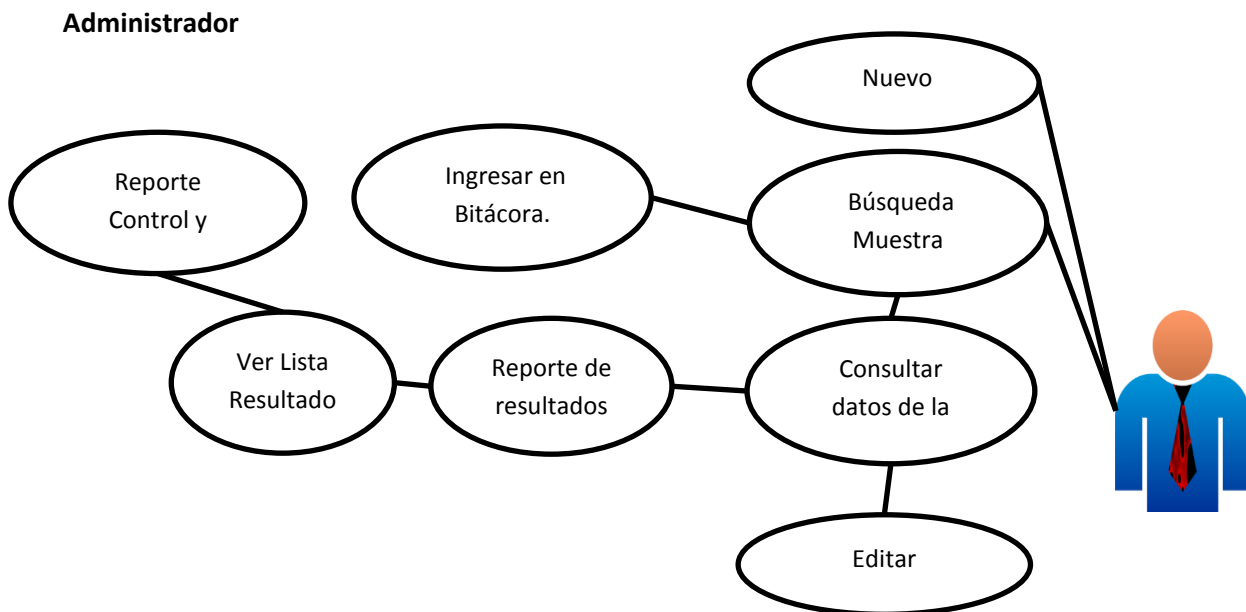 Administrador
Nuevo
Reporte
Control y
Ingresar en
Bitácora.
Búsqueda
Muestra
Ver Lista
Resultado
Reporte de
resultados
Consultar
datos de la
Editar